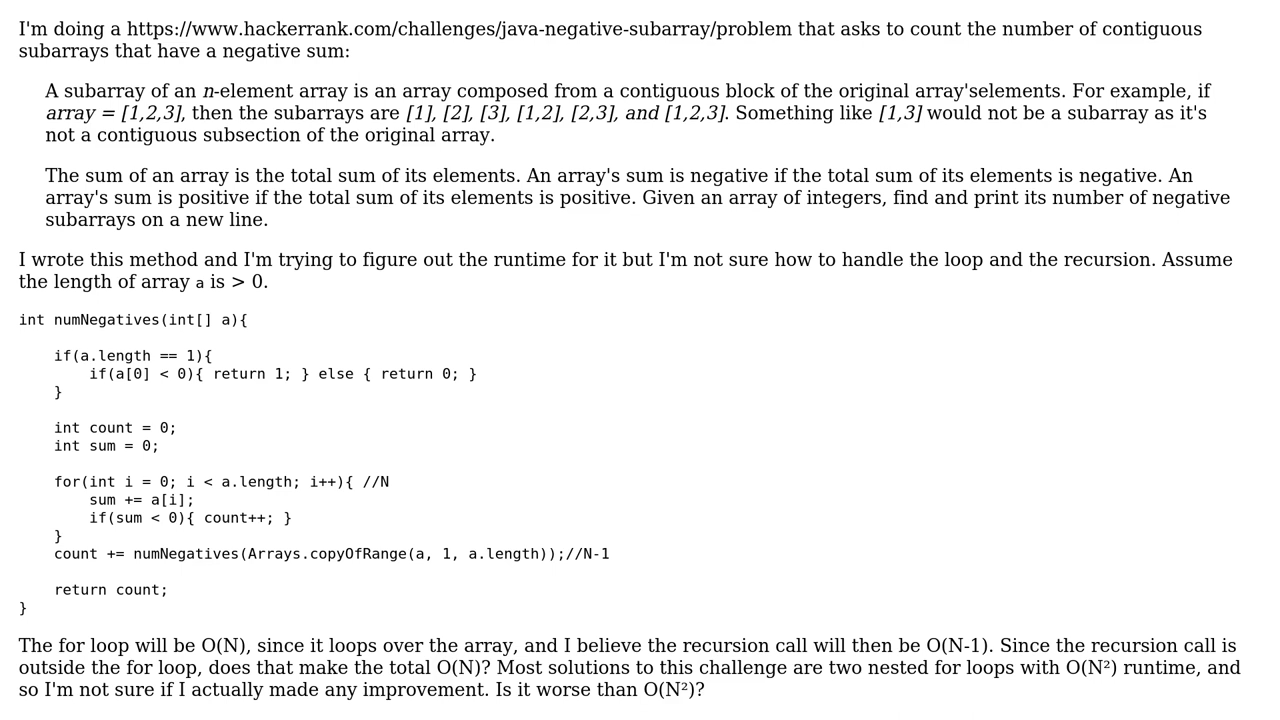 I'm doing a https://www.hackerrank.com/challenges/java-negative-subarray/problem that asks to count the number of contiguous
subarrays that have a negative sum:
A subarray of an n-element array is an array composed from a contiguous block of the original array'selements. For example, if
array = [1,2,3], then the subarrays are [1], [2], [3], [1,2], [2,3], and [1,2,3]. Something like [1,3] would not be a subarray as it's
not a contiguous subsection of the original array.
The sum of an array is the total sum of its elements. An array's sum is negative if the total sum of its elements is negative. An
array's sum is positive if the total sum of its elements is positive. Given an array of integers, find and print its number of negative
subarrays on a new line.
I wrote this method and I'm trying to figure out the runtime for it but I'm not sure how to handle the loop and the recursion. Assume
the length of array a is > 0.
int numNegatives(int[] a){
    if(a.length == 1){
        if(a[0] < 0){ return 1; } else { return 0; }
    }
    int count = 0;
    int sum = 0;
    for(int i = 0; i < a.length; i++){ //N
        sum += a[i];
        if(sum < 0){ count++; }
    }
    count += numNegatives(Arrays.copyOfRange(a, 1, a.length));//N-1
    return count;
}
The for loop will be O(N), since it loops over the array, and I believe the recursion call will then be O(N-1). Since the recursion call is
outside the for loop, does that make the total O(N)? Most solutions to this challenge are two nested for loops with O(N²) runtime, and
so I'm not sure if I actually made any improvement. Is it worse than O(N²)?